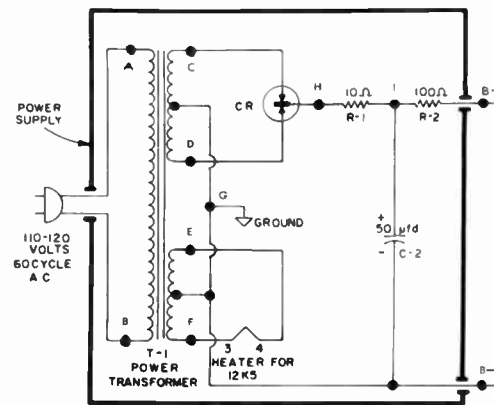 A
C
H
10Ω
I
100Ω
B-
CR
R-1
R-2
POWER
SUPPLY
D
G
GROUND
E
+
50 μfd
-
C-2
110-120
VOLTS
60CYCLE
AC
B
F
3
4
B-
T-1
POWER
TRANSFORMER
HEATER FOR
12K5